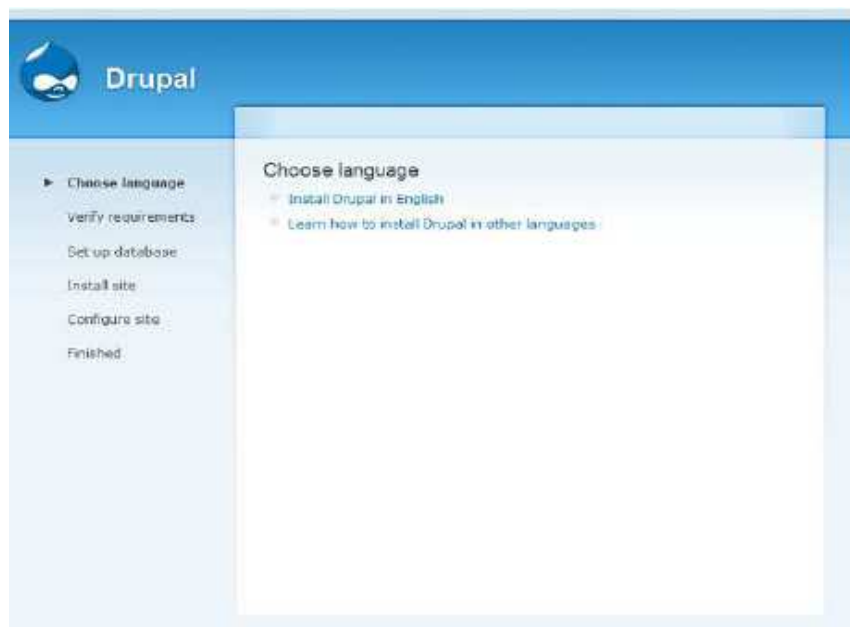 Drupal
Choose language
Verify requirements
Set up database
Install site
Configure site
Finished
Choose language
Install Drupal in English
Learn how to install Drupal in other languages